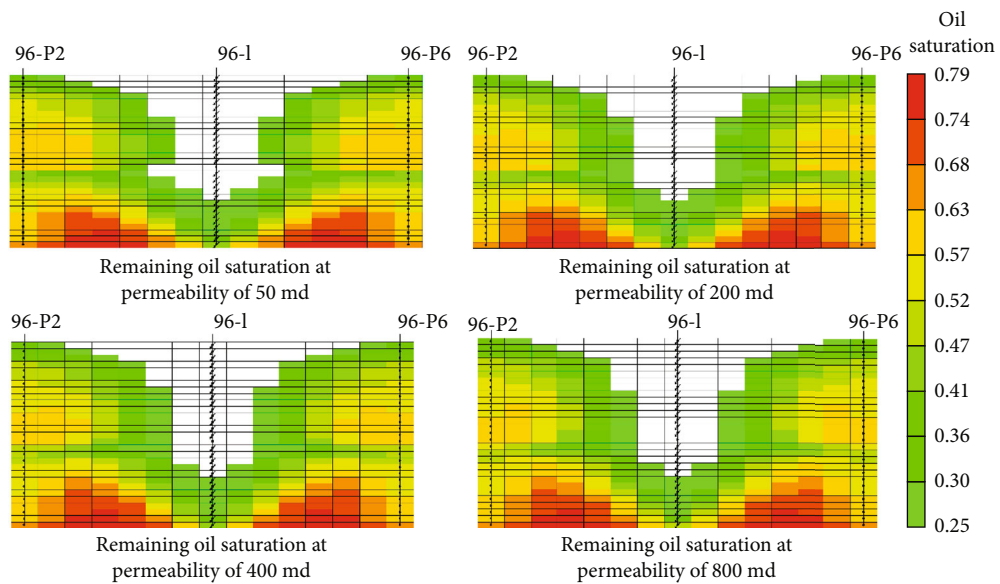 96-P2
96-I
96-P6
Remaining oil saturation at
permeability of 50 md
96-P2
96-I
96-P6
Remaining oil saturation at
permeability of 200 md
96-P2
96-I
96-P6
Remaining oil saturation at
permeability of 400 md
96-P2
96-I
96-P6
Remaining oil saturation at
permeability of 800 md
Oil
saturation
0.79
0.74
0.68
0.63
0.57
0.52
0.47
0.41
0.36
0.30
0.25